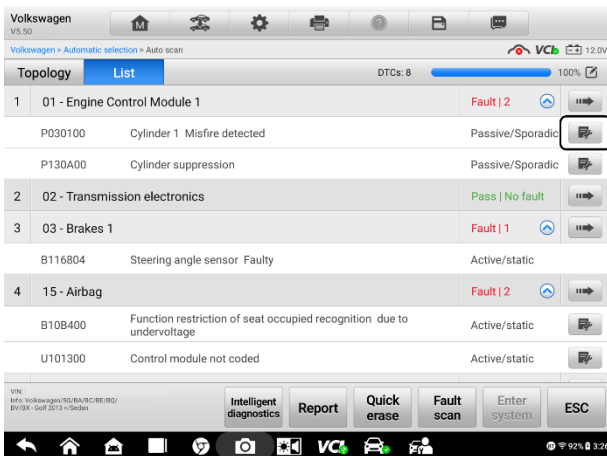 Volkswagen
V5.50
Volkswagen > Automatic selection > Auto scan
VCI 12.0V
Topology List DTCs: 8 100%
1 01 - Engine Control Module 1 Fault | 2
P030100 Cylinder 1 Misfire detected Passive/Sporadic
P130A00 Cylinder suppression Passive/Sporadic
2 02 - Transmission electronics Pass | No fault
3 03 - Brakes 1 Fault | 1
B116804 Steering angle sensor Faulty Active/static
4 15 - Airbag Fault | 2
B10B400 Function restriction of seat occupied recognition due to
undervoltage Active/static
U101300 Control module not coded Active/static
VIN:
Info: Volkswagen/5G/BA/BC/BE/BQ/
BV/BX - Golf 2013 >/Sedan
Intelligent
diagnostics
Report
Quick
erase
Fault
scan
Enter
system
ESC
VCI 92% 3:26